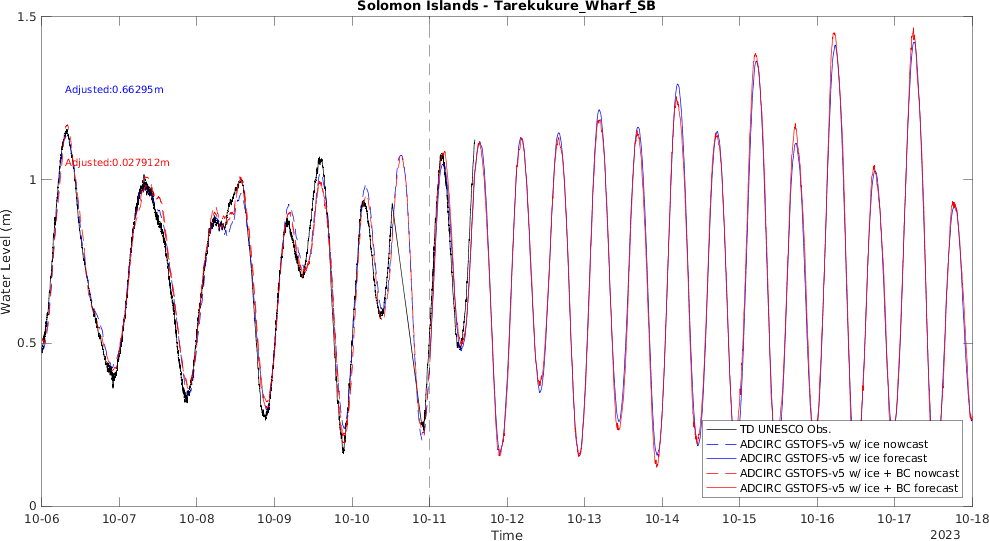 Solomon Islands - Tarekukure_Wharf_SB
1.5
Adjusted:0.66295m
Adjusted:0.027912m
1
Water Level (m)
0.5
TD UNESCO Obs.
ADCIRC GSTOFS-v5 w/ ice nowcast
ADCIRC GSTOFS-v5 w/ ice forecast
ADCIRC GSTOFS-v5 w/ ice + BC nowcast
ADCIRC GSTOFS-v5 w/ ice + BC forecast
0
10-06 10-07 10-08 10-09 10-10 10-11 10-12 10-13 10-14 10-15 10-16 10-17 10-18
Time
2023